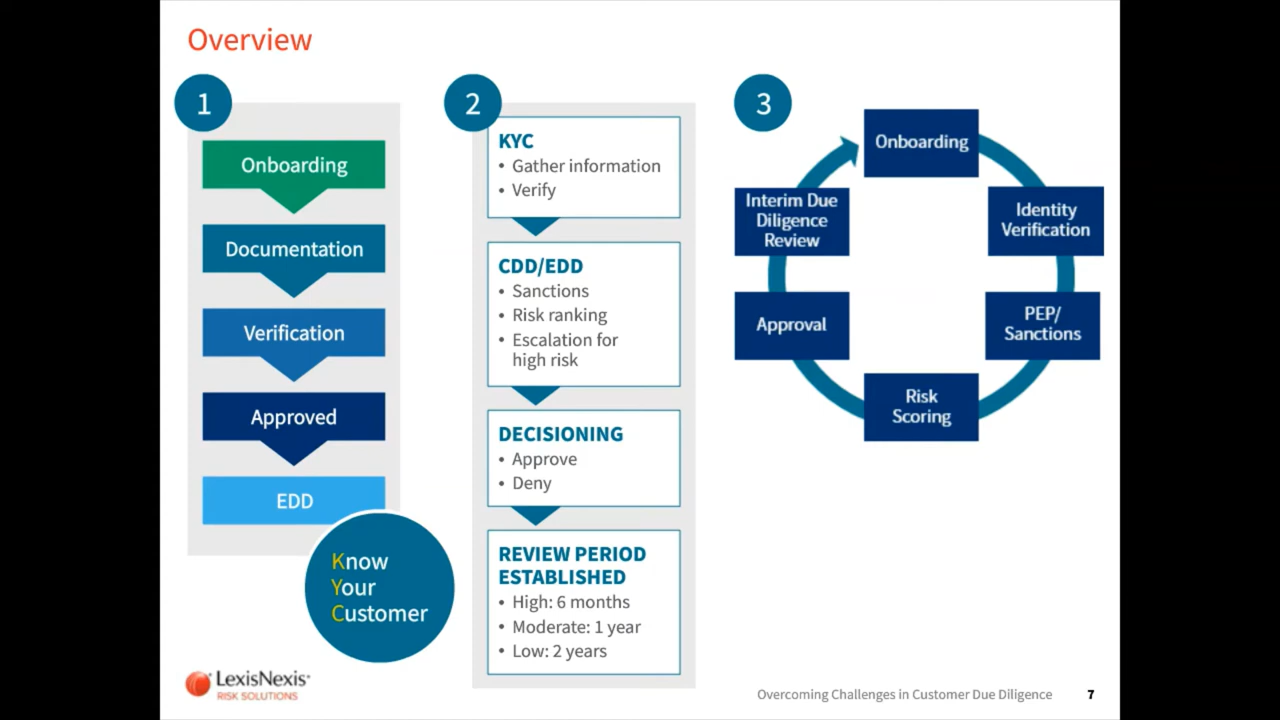 Overview
1
Onboarding
Documentation
Verification
Approved
EDD
Know
Your
Customer
2
KYC
• Gather information
• Verify
CDD/EDD
• Sanctions
• Risk ranking
• Escalation for
high risk
DECISIONING
• Approve
• Deny
REVIEW PERIOD
ESTABLISHED
• High: 6 months
• Moderate: 1 year
• Low: 2 years
3
Onboarding
Identity
Verification
PEP/
Sanctions
Risk
Scoring
Approval
Interim Due
Diligence
Review
LexisNexis®
RISK SOLUTIONS
Overcoming Challenges in Customer Due Diligence 7